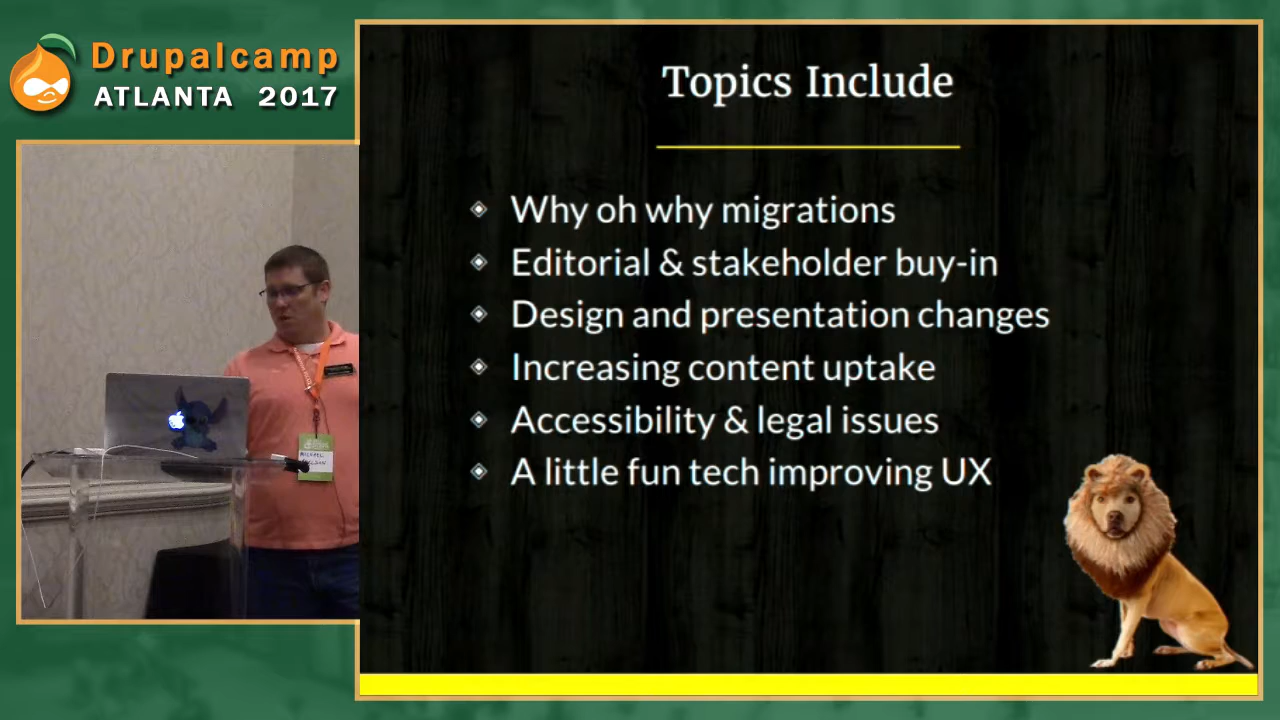 Drupalcamp
ATLANTA 2017
Topics Include
Why oh why migrations
Editorial & stakeholder buy-in
Design and presentation changes
Increasing content uptake
Accessibility & legal issues
A little fun tech improving UX
MICHAEL